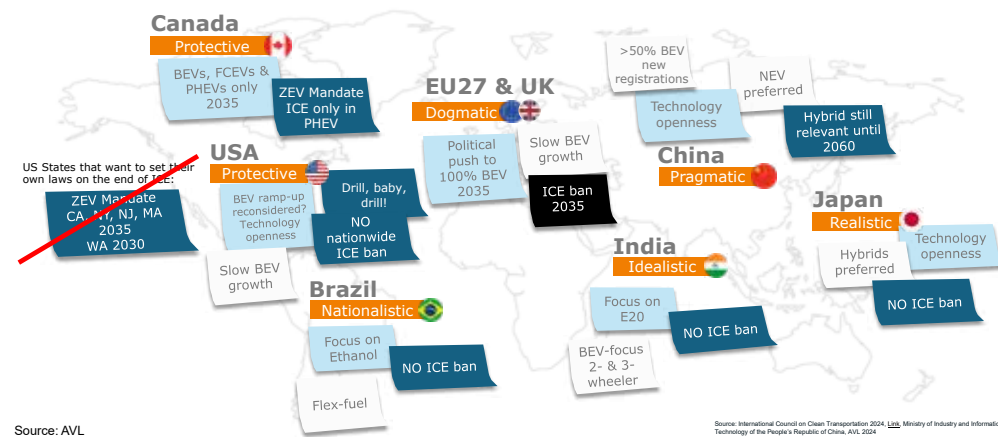 Canada
Protective
BEVs, FCEVs &
PHEVs only
2035
ZEV Mandate
ICE only in
PHEV
EU27 & UK
Dogmatic
Political
push to
100% BEV
2035
Slow BEV
growth
ICE ban
2035
>50% BEV
new
registrations
NEV
preferred
Technology
openness
Hybrid still
relevant until
2060
China
Pragmatic
US States that want to set their
own laws on the end of ICE:
ZEV Mandate
CA, NY, NJ, MA
2035
WA 2030
USA
Protective
BEV ramp-up
reconsidered?
Technology
openness
Drill, baby,
drill!
NO
nationwide
ICE ban
Slow BEV
growth
Japan
Realistic
Technology
openness
Hybrids
preferred
NO ICE ban
India
Idealistic
Focus on
E20
NO ICE ban
BEV-focus
2- & 3-
wheeler
Brazil
Nationalistic
Focus on
Ethanol
NO ICE ban
Flex-fuel
Source: AVL
Source: International Council on Clean Transportation 2024, Link, Ministry of Industry and Informatio
Technology of the People's Republic of China, AVL 2024